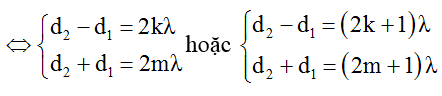 ⇔ { d₂ − d₁ = 2kλ hoặc { d₂ − d₁ = (2k+1)λ
d₂ + d₁ = 2mλ d₂ + d₁ = (2m+1)λ